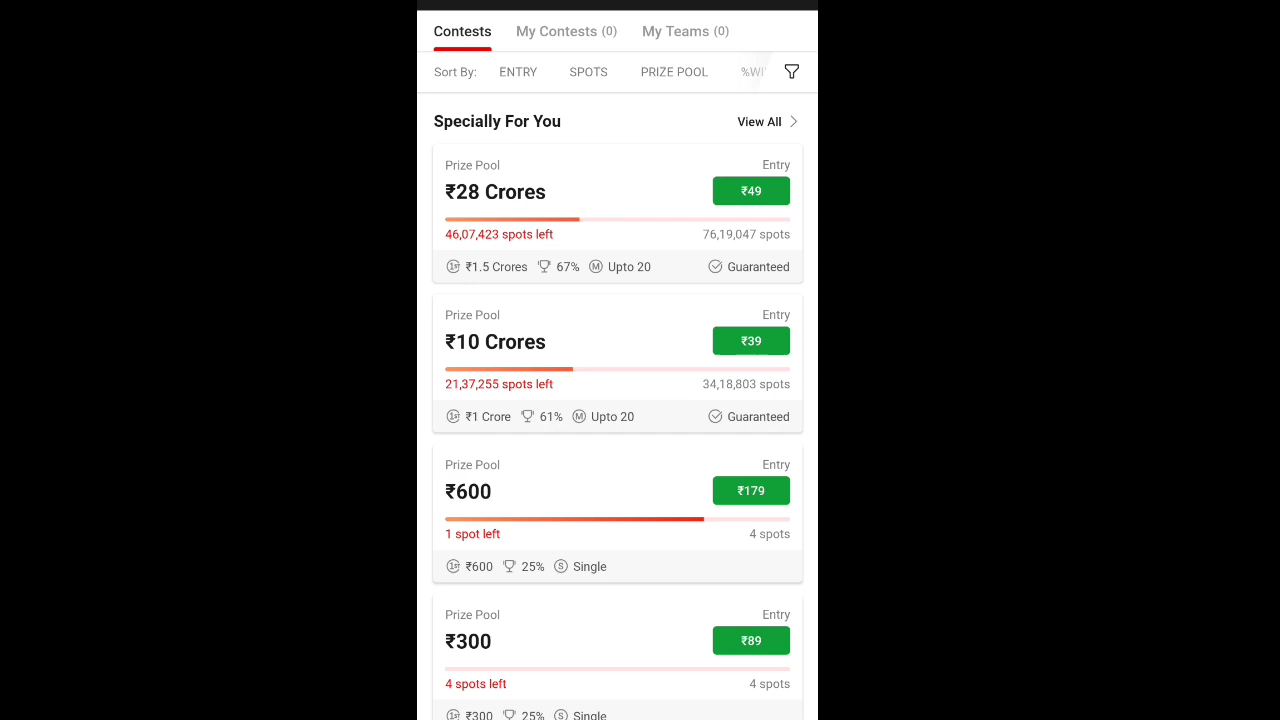 Contests My Contests (0) My Teams (0)
Sort By: ENTRY SPOTS PRIZE POOL
Specially For You View All
Prize Pool Entry
₹28 Crores ₹49
46,07,423 spots left 76,19,047 spots
1ST ₹1.5 Crores 67% M Upto 20 Guaranteed
Prize Pool Entry
₹10 Crores ₹39
21,37,255 spots left 34,18,803 spots
1ST ₹1 Crore 61% M Upto 20 Guaranteed
Prize Pool Entry
₹600 ₹179
1 spot left 4 spots
1ST ₹600 25% S Single
Prize Pool Entry
₹300 ₹89
4 spots left 4 spots
1ST ₹300 25% S Single